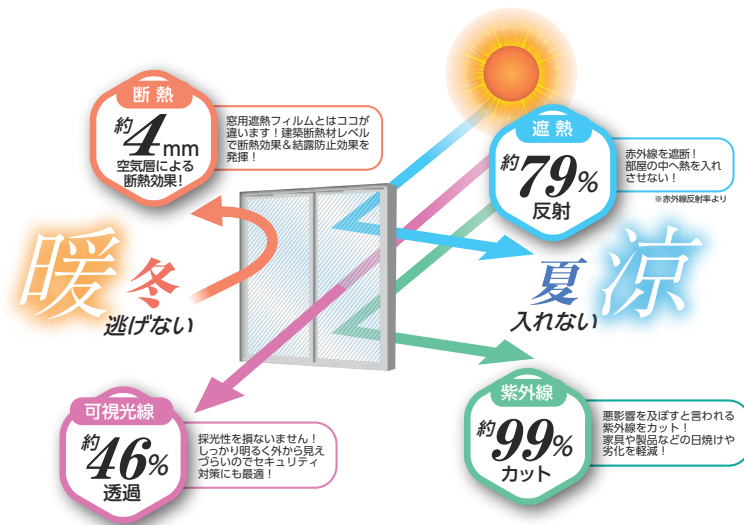 断熱
約4mm
空気層による
断熱効果!
窓用遮熱フィルムとはココが
違います！建築断熱材レベル
で断熱効果＆結露防止効果を
発揮！
遮熱
約79%
反射
赤外線を遮断！
部屋の中へ熱を入れ
させない！
※赤外線反射率より
暖
冬
逃げない
夏
涼
入れない
可視光線
約46%
透過
採光性を損ないません！
しっかり明るく外から見え
づらいのでセキュリティ
対策にも最適！
紫外線
約99%
カット
悪影響を及ぼすと言われる
紫外線をカット！
家具や製品などの日焼けや
劣化を軽減！